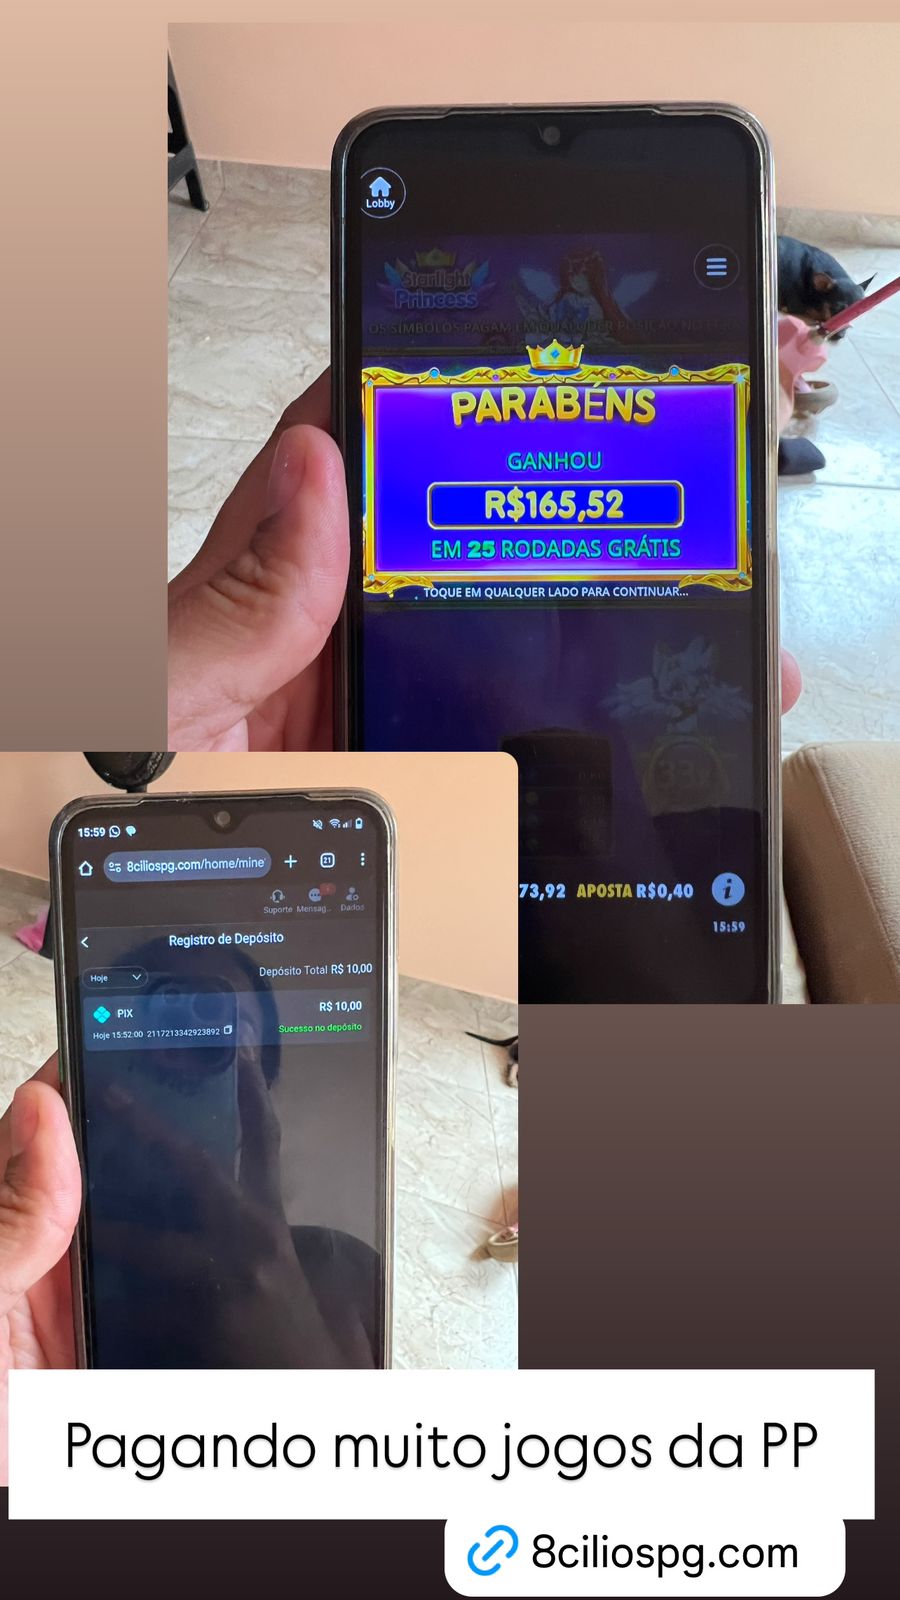 Lobby
Starlight
Princess
OS SÍMBOLOS PAGAM EM QUALQUER POSIÇÃO NO
PARABÉNS
GANHOU
R$165,52
EM 25 RODADAS GRÁTIS
TOQUE EM QUALQUER LADO PARA CONTINUAR...
73,92 APOSTA R$0,40
15:59
15:59
8ciliospg.com/home/mine
21
Suporte Mensag... Dados
Registro de Depósito
Hoje
Depósito Total R$ 10,00
PIX
R$ 10,00
Hoje 15:52:00 2117213342923892
Sucesso no depósito
Pagando muito jogos da PP
8ciliospg.com